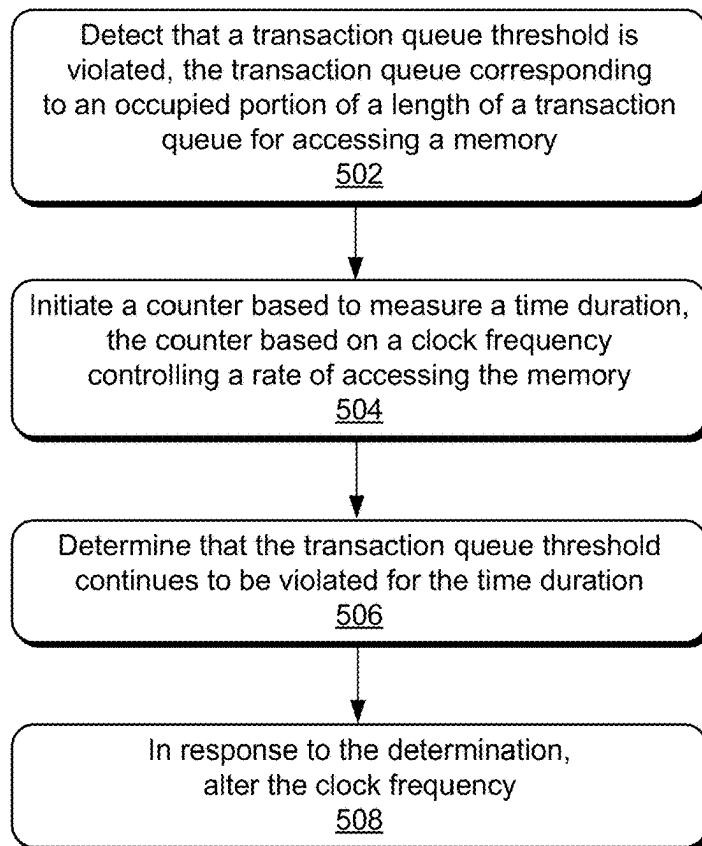 Detect that a transaction queue threshold is
violated, the transaction queue corresponding
to an occupied portion of a length of a transaction
queue for accessing a memory
502
Initiate a counter based to measure a time duration,
the counter based on a clock frequency
controlling a rate of accessing the memory
504
Determine that the transaction queue threshold
continues to be violated for the time duration
506
In response to the determination,
alter the clock frequency
508